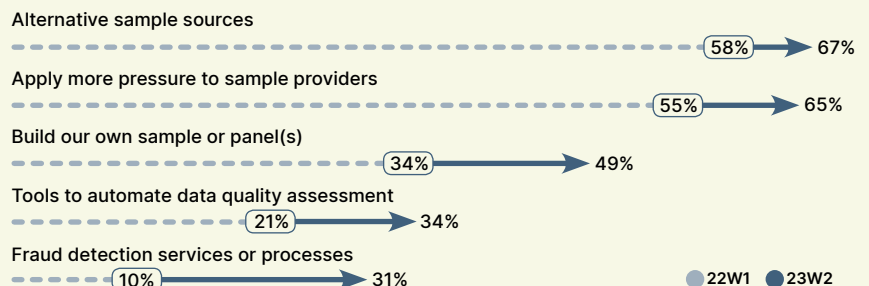 Alternative sample sources
58% 67%
Apply more pressure to sample providers
55% 65%
Build our own sample or panel(s)
34% 49%
Tools to automate data quality assessment
21% 34%
Fraud detection services or processes
10% 31% 22W1 23W2